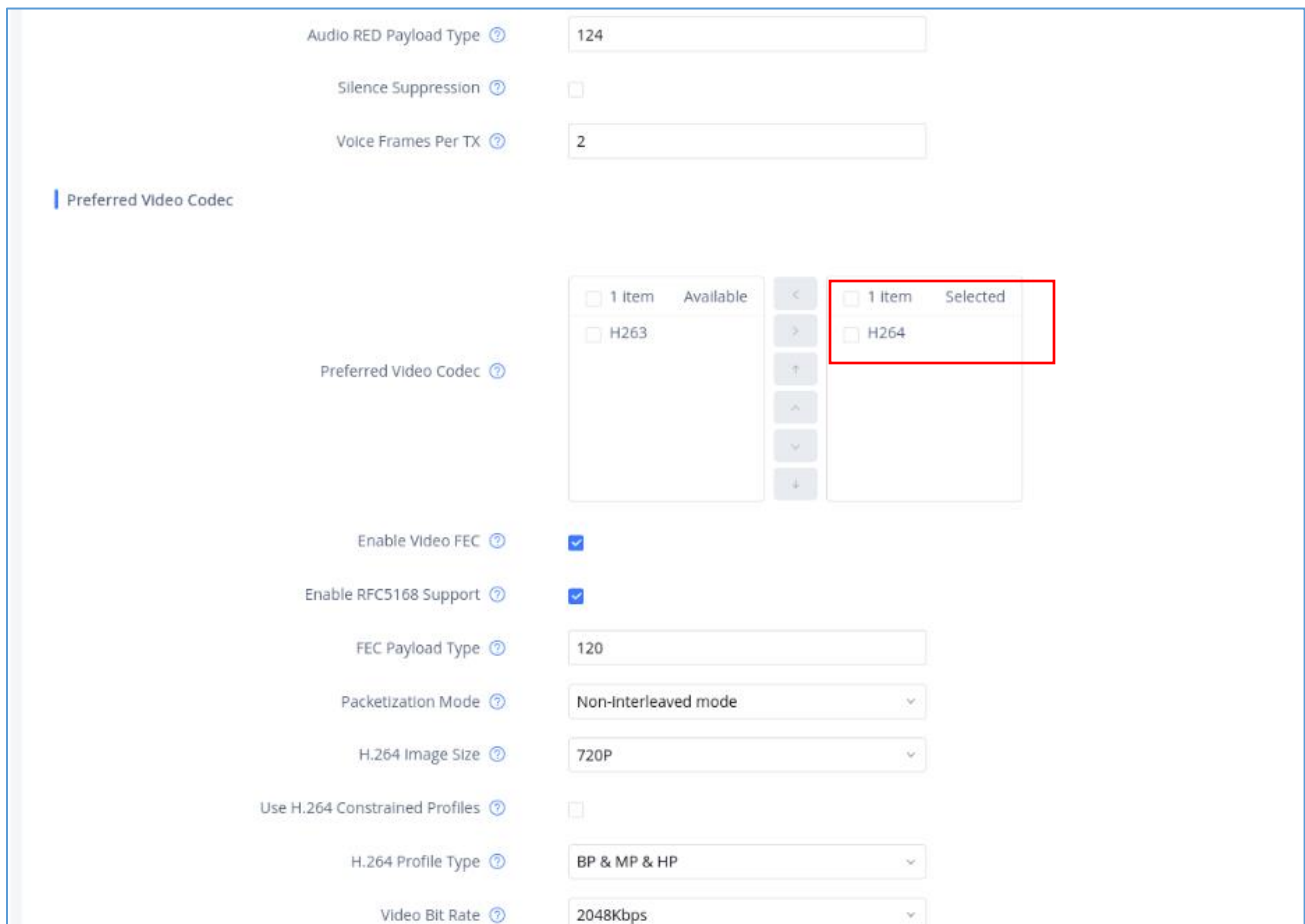 Audio RED Payload Type 124
Silence Suppression
Voice Frames Per TX 2
Preferred Video Codec
1 item Available 1 item Selected
H263 H264
Preferred Video Codec
Enable Video FEC
Enable RFC5168 Support
FEC Payload Type 120
Packetization Mode Non-interleaved mode
H.264 Image Size 720P
Use H.264 Constrained Profiles
H.264 Profile Type BP & MP & HP
Video Bit Rate 2048Kbps